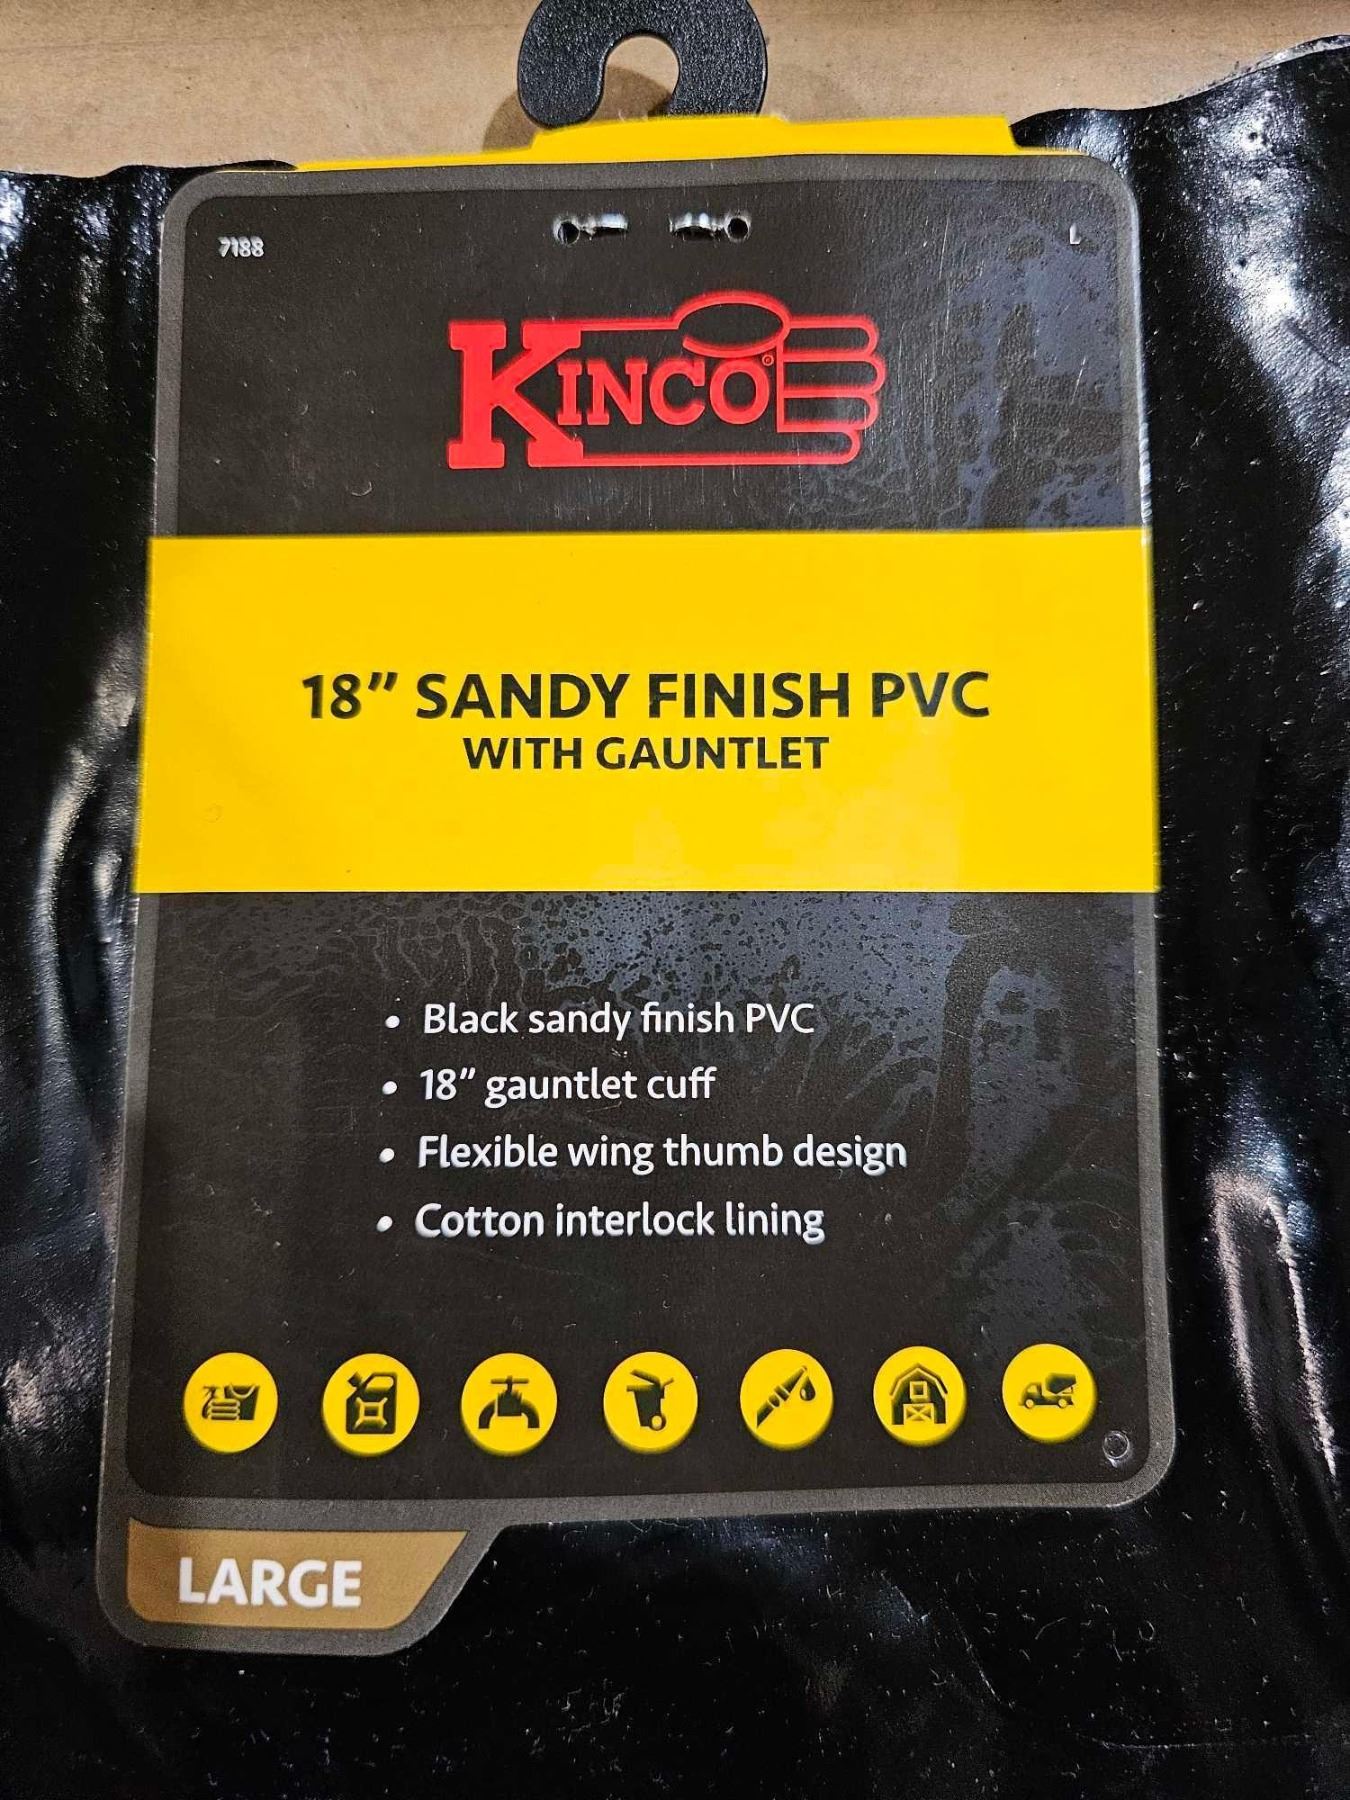 7188
L
KINCO®
18” SANDY FINISH PVC
WITH GAUNTLET
• Black sandy finish PVC
• 18” gauntlet cuff
• Flexible wing thumb design
• Cotton interlock lining
LARGE